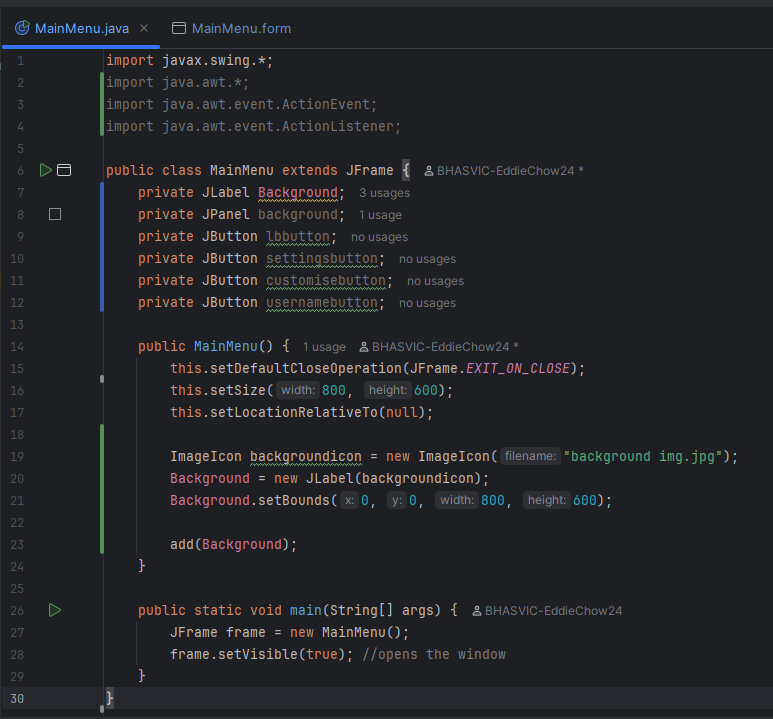 MainMenu.java × MainMenu.form
1 import javax.swing.*;
2 import java.awt.*;
3 import java.awt.event.ActionEvent;
4 import java.awt.event.ActionListener;
5
6 public class MainMenu extends JFrame { BHASVIC-EddieChow24 *
7 private JLabel Background; 3 usages
8 private JPanel background; 1 usage
9 private JButton lbbutton; no usages
10 private JButton settingsbutton; no usages
11 private JButton customisebutton; no usages
12 private JButton usernamebutton; no usages
13
14 public MainMenu() { 1 usage BHASVIC-EddieChow24 *
15 this.setDefaultCloseOperation(JFrame.EXIT_ON_CLOSE);
16 this.setSize( width: 800, height: 600);
17 this.setLocationRelativeTo(null);
18
19 ImageIcon backgroundicon = new ImageIcon( filename: "background img.jpg");
20 Background = new JLabel(backgroundicon);
21 Background.setBounds( x: 0, y: 0, width: 800, height: 600);
22
23 add(Background);
24 }
25
26 public static void main(String[] args) { BHASVIC-EddieChow24
27 JFrame frame = new MainMenu();
28 frame.setVisible(true); //opens the window
29 }
30 }